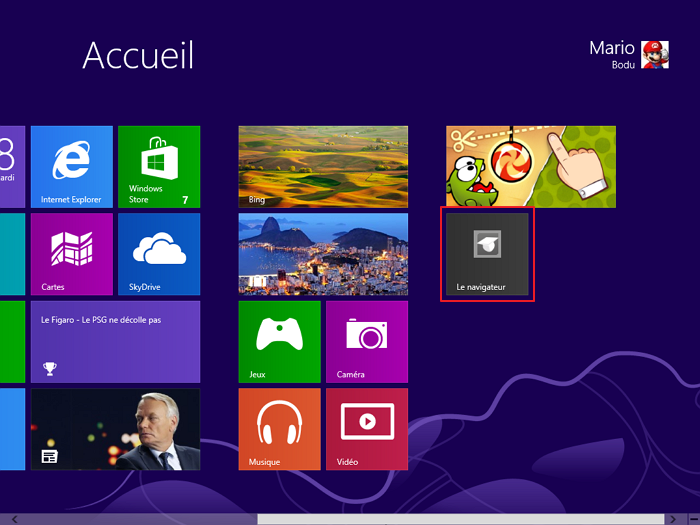 Accueil
Mario
Bodu
8
ardi
Internet Explorer
Windows
Store
7
Bing
Cartes
SkyDrive
Le navigateur
Le Figaro - Le PSG ne décolle pas
Jeux
Caméra
Musique
Vidéo